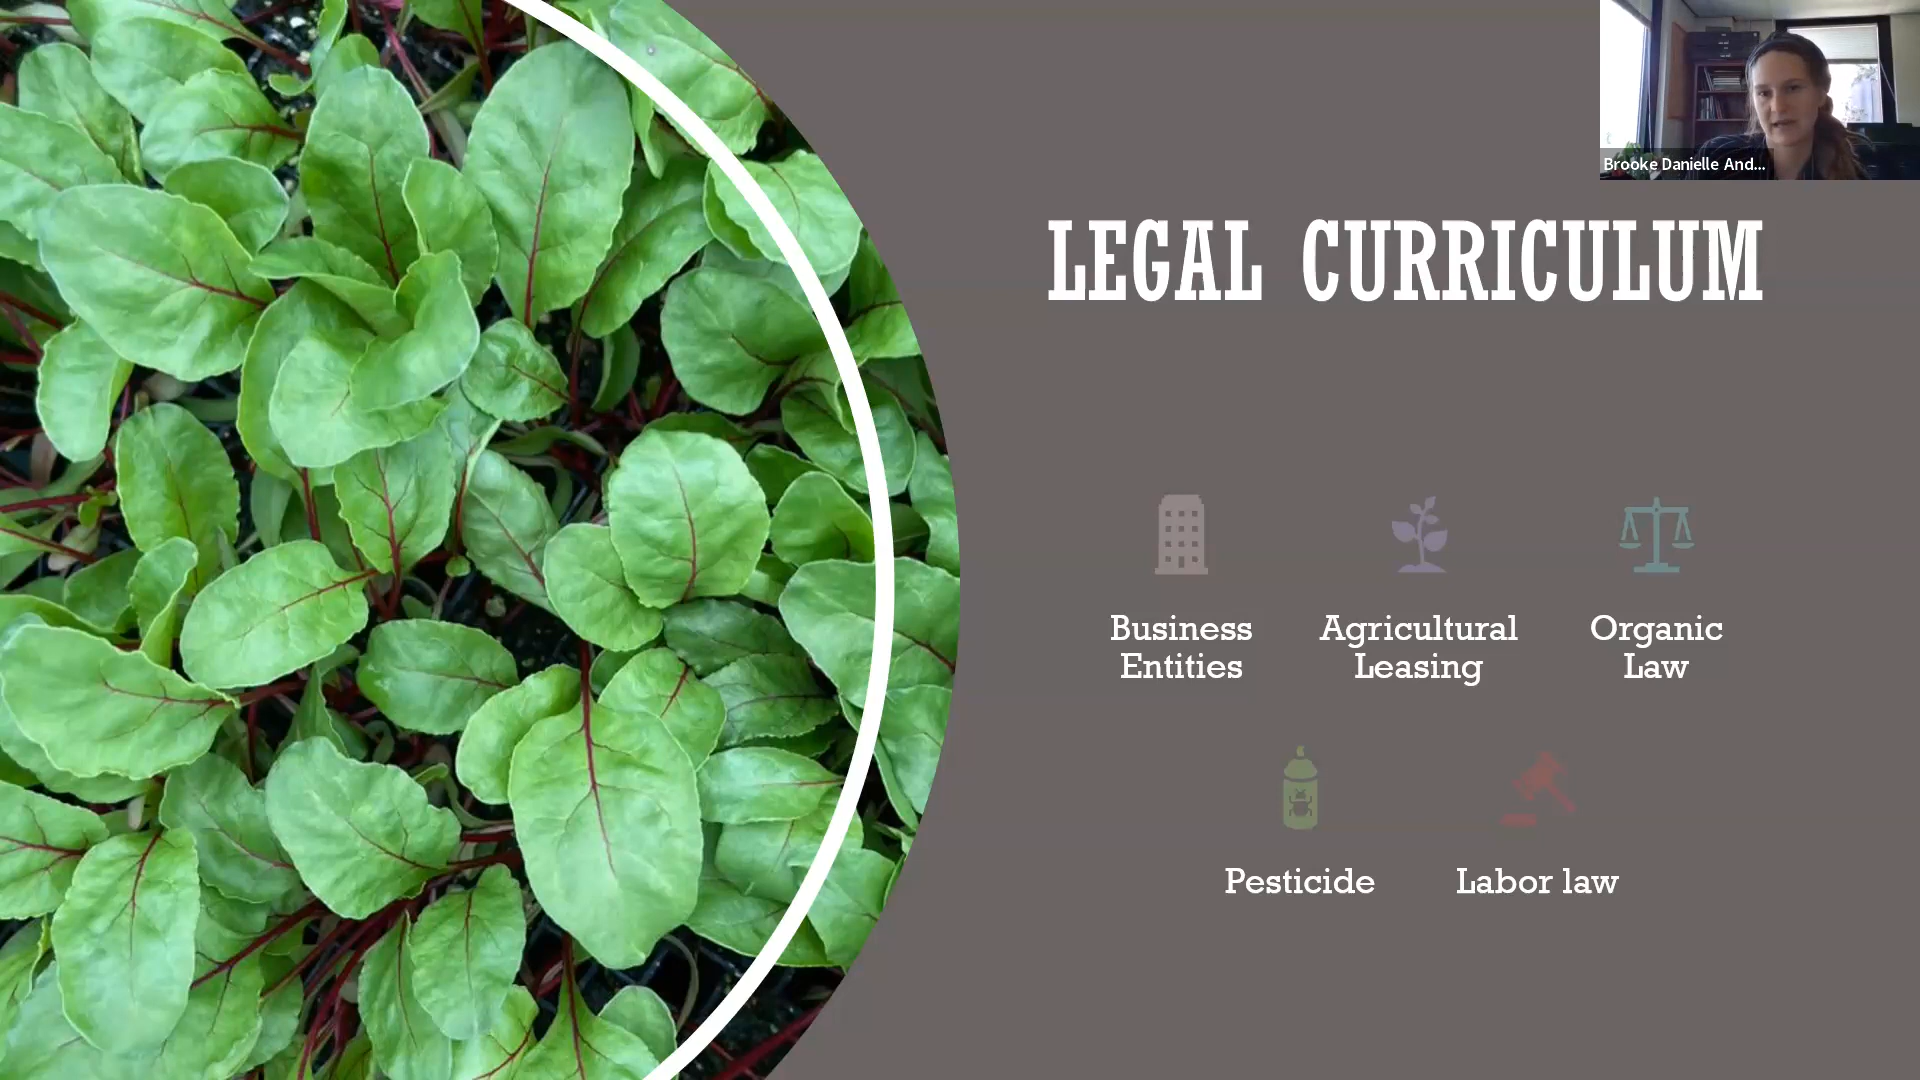 Brooke Danielle And...
LEGAL CURRICULUM
Business
Entities
Agricultural
Leasing
Organic
Law
Pesticide
Labor law